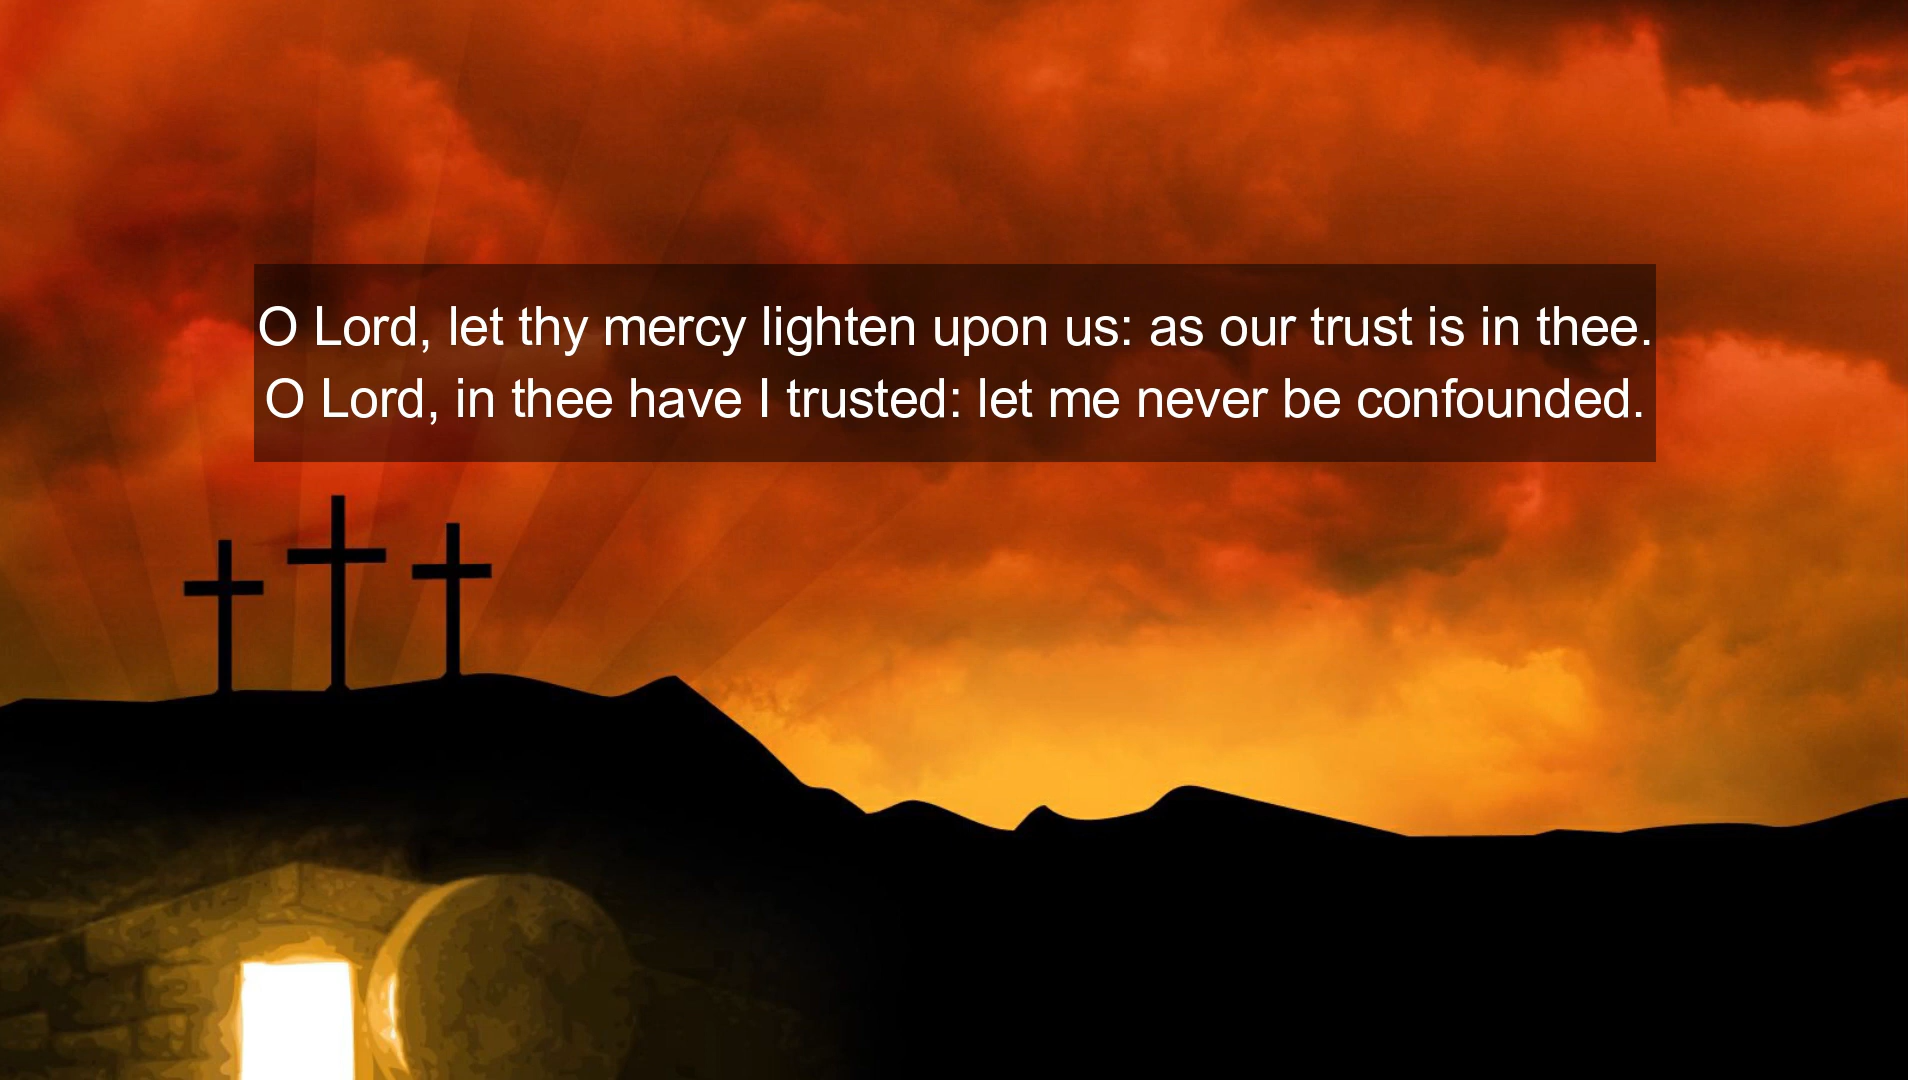 O Lord, let thy mercy lighten upon us: as our trust is in thee.
O Lord, in thee have I trusted: let me never be confounded.